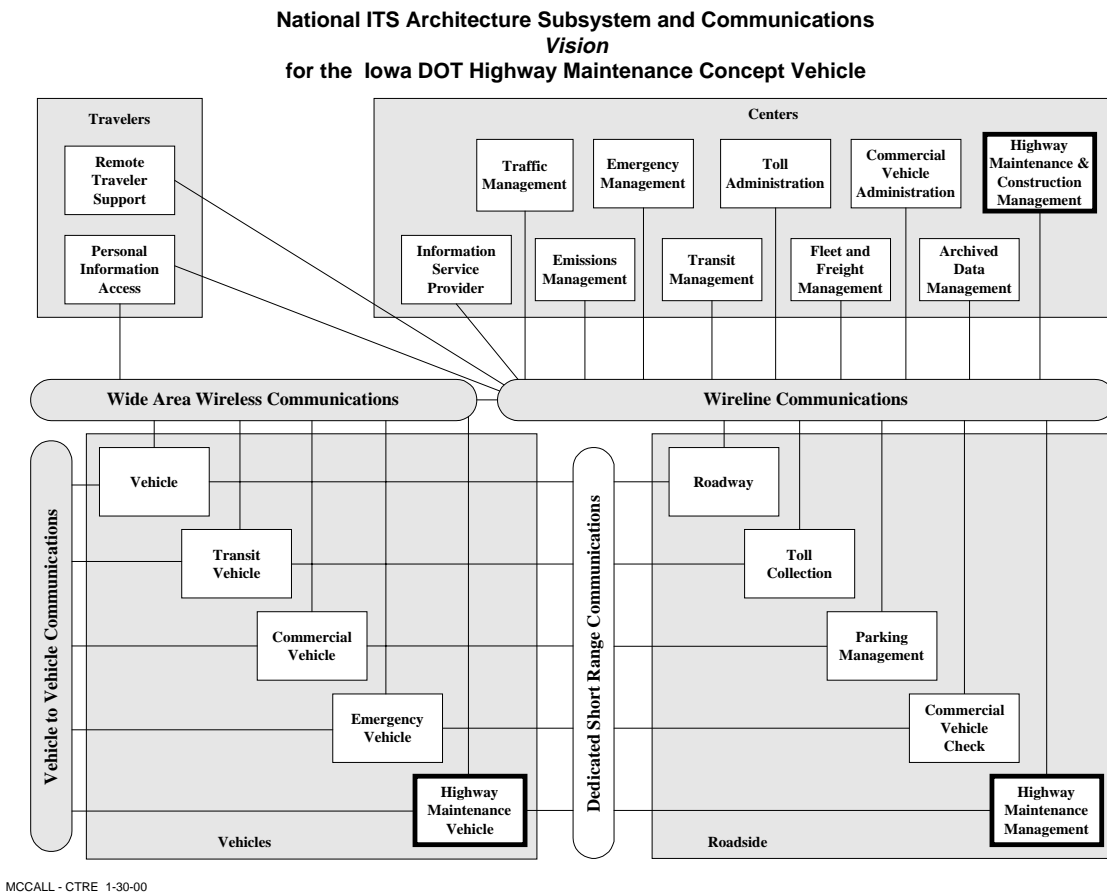 National ITS Architecture Subsystem and Communications
Vision
for the Iowa DOT Highway Maintenance Concept Vehicle
Travelers
Remote
Traveler
Support
Personal
Information
Access
Centers
Traffic
Management
Emergency
Management
Toll
Administration
Commercial
Vehicle
Administration
Highway
Maintenance &
Construction
Management
Information
Service
Provider
Emissions
Management
Transit
Management
Fleet and
Freight
Management
Archived
Data
Management
Wide Area Wireless Communications
Wireline Communications
Vehicle to Vehicle Communications
Vehicle
Transit
Vehicle
Commercial
Vehicle
Emergency
Vehicle
Highway
Maintenance
Vehicle
Vehicles
Dedicated Short Range Communications
Roadway
Toll
Collection
Parking
Management
Commercial
Vehicle
Check
Highway
Maintenance
Management
Roadside
MCCALL - CTRE 1-30-00